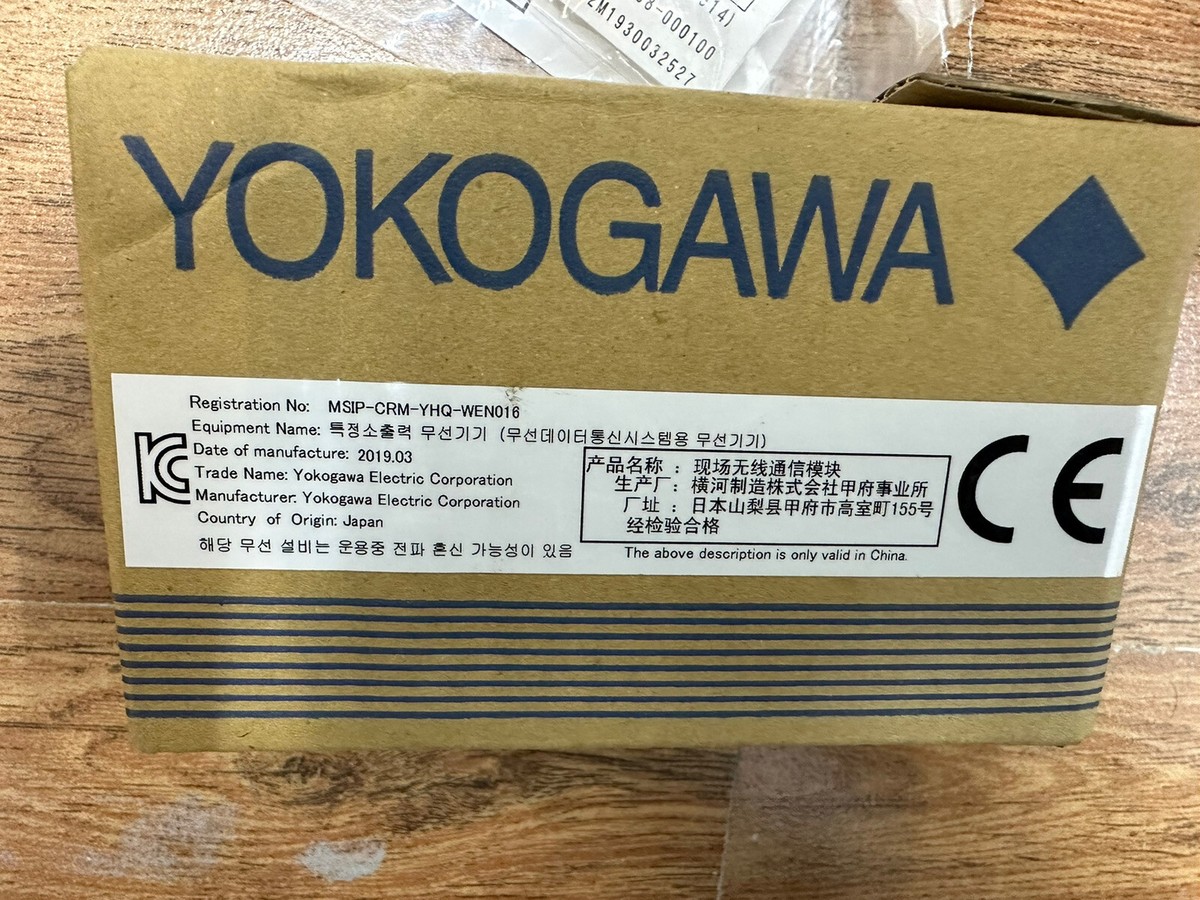 c14)
8-000100
2M1930032527
YOKOGAWA
Registration No: MSIP-CRM-YHQ-WEN016
Equipment Name: 특정소출력 무선기기 (무선데이터통신시스템용 무선기기)
Date of manufacture: 2019.03
Trade Name: Yokogawa Electric Corporation
Manufacturer: Yokogawa Electric Corporation
Country of Origin: Japan
해당 무선 설비는 운용중 전파 혼신 가능성이 있음
产品名称 : 现场无线通信模块
生产厂: 横河制造株式会社甲府事业所
厂址 : 日本山梨县甲府市高室町155号
经检验合格
The above description is only valid in China.
CE